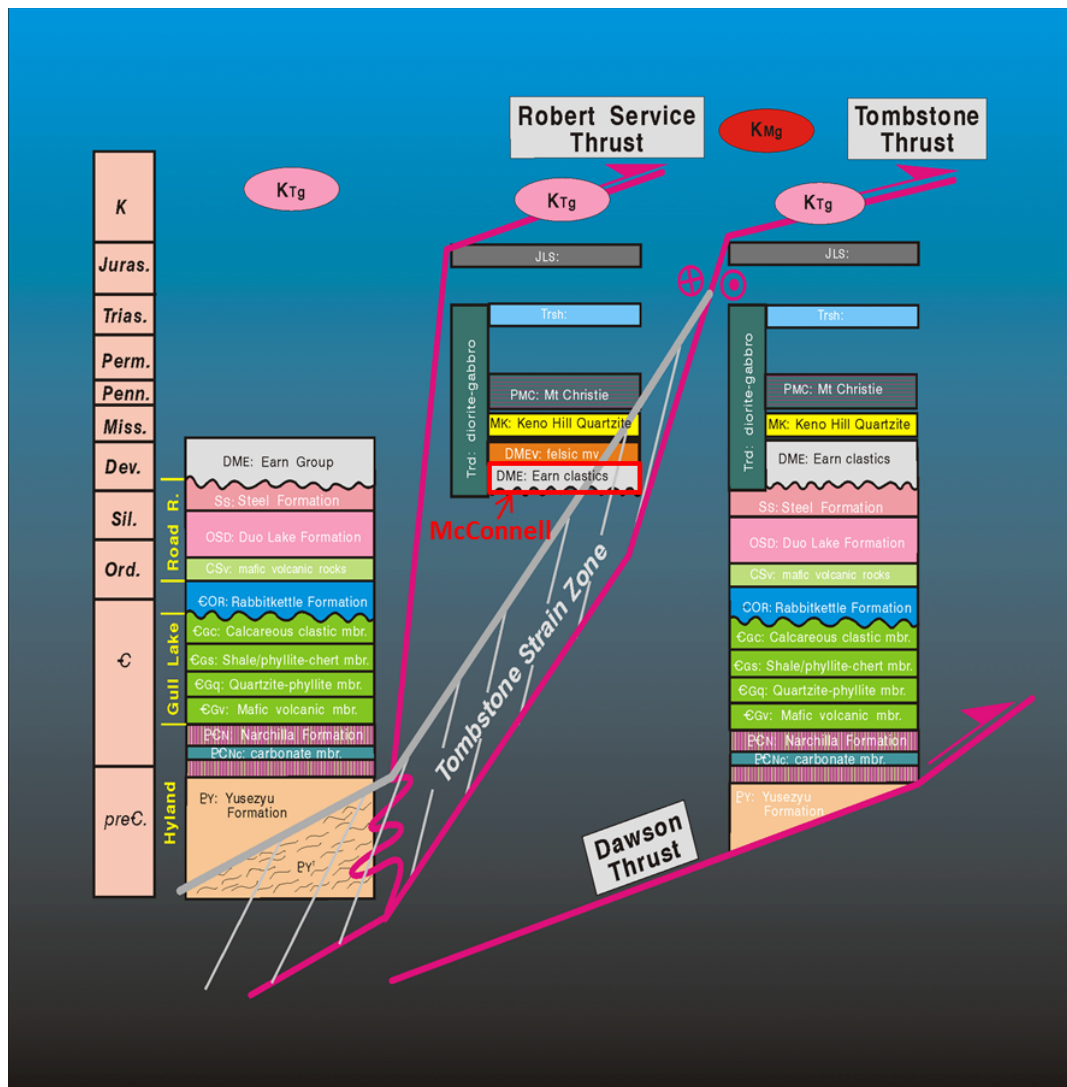 Robert Service
Thrust
KMg
Tombstone
Thrust
KTg
KTg
KTg
K
Juras.
Trias.
Perm.
Penn.
Miss.
Dev.
Sil.
Ord.
Є
preЄ.
Road R.
Gull Lake
Hyland
DME: Earn Group
Ss: Steel Formation
OSD: Duo Lake Formation
CSv: mafic volcanic rocks
ЄOR: Rabbitkettle Formation
ЄGc: Calcareous clastic mbr.
ЄGs: Shale/phyllite-chert mbr.
ЄGq: Quartzite-phyllite mbr.
ЄGv: Mafic volcanic mbr.
PЄN: Narchilla Formation
PЄNc: carbonate mbr.
PY: Yusezyu
Formation
PYᵀ
JLS:
Trsh:
Trd: diorite-gabbro
PMC: Mt Christie
MK: Keno Hill Quartzite
DMEV: felsic mv
DME: Earn clastics
McConnell
Tombstone Strain Zone
JLS:
Trsh:
Trd: diorite-gabbro
PMC: Mt Christie
MK: Keno Hill Quartzite
DME: Earn clastics
Ss: Steel Formation
OSD: Duo Lake Formation
CSv: mafic volcanic rocks
ЄOR: Rabbitkettle Formation
ЄGc: Calcareous clastic mbr.
ЄGs: Shale/phyllite-chert mbr.
ЄGq: Quartzite-phyllite mbr.
ЄGv: Mafic volcanic mbr.
PЄN: Narchilla Formation
PЄNc: carbonate mbr.
PY: Yusezyu
Formation
Dawson
Thrust